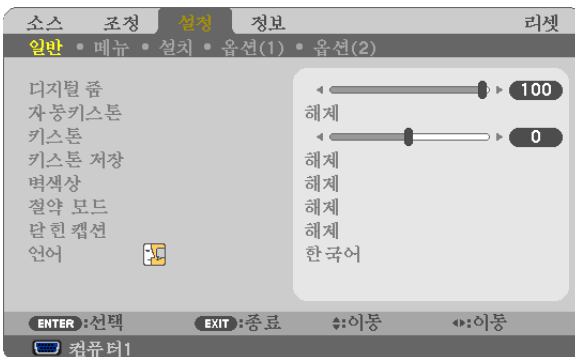 소스 조정 설정 정보 리셋
일반 • 메뉴 • 설치 • 옵션(1) • 옵션(2)
디지털 줌 100
자동키스톤 해제
키스톤 0
키스톤 저장 해제
벽색상 해제
절약 모드 해제
닫힌 캡션 해제
언어 한국어
ENTER :선택 EXIT :종료 :이동 :이동
컴퓨터1